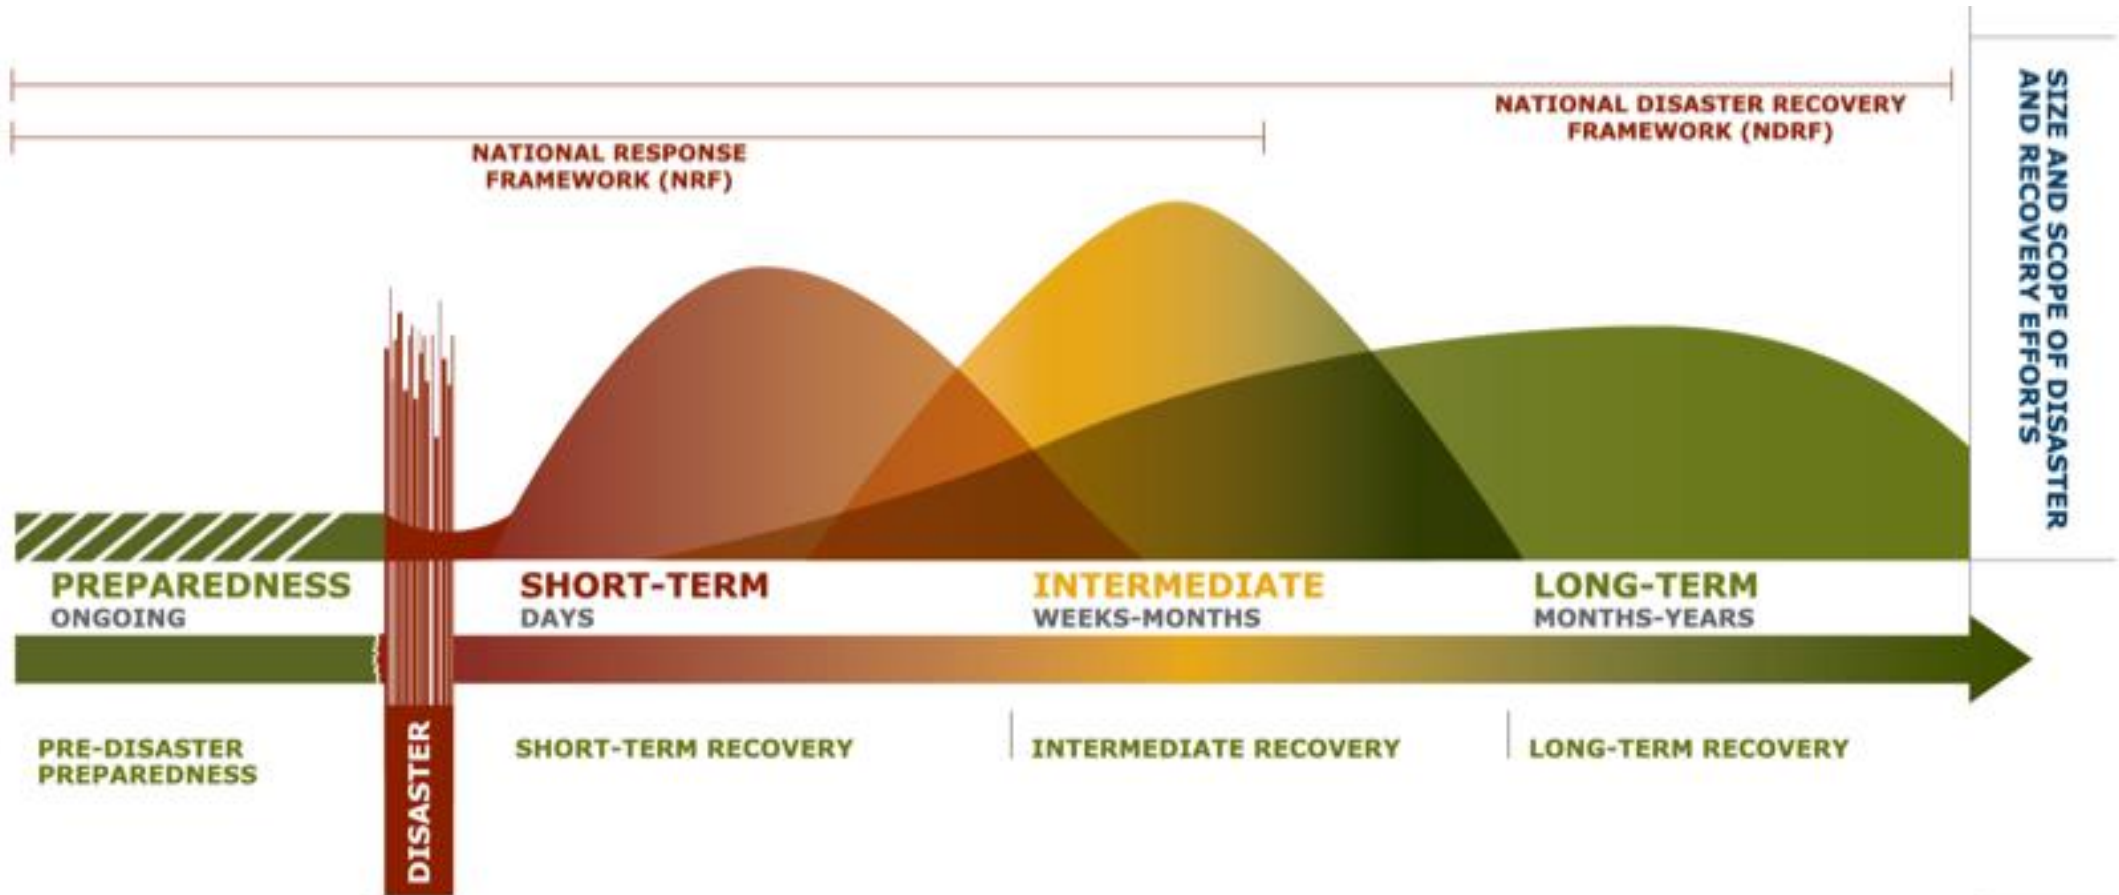 NATIONAL DISASTER RECOVERY
FRAMEWORK (NDRF)
NATIONAL RESPONSE
FRAMEWORK (NRF)
SIZE AND SCOPE OF DISASTER
AND RECOVERY EFFORTS
PREPAREDNESS
ONGOING
SHORT-TERM
DAYS
INTERMEDIATE
WEEKS-MONTHS
LONG-TERM
MONTHS-YEARS
PRE-DISASTER
PREPAREDNESS
DISASTER
SHORT-TERM RECOVERY
INTERMEDIATE RECOVERY
LONG-TERM RECOVERY